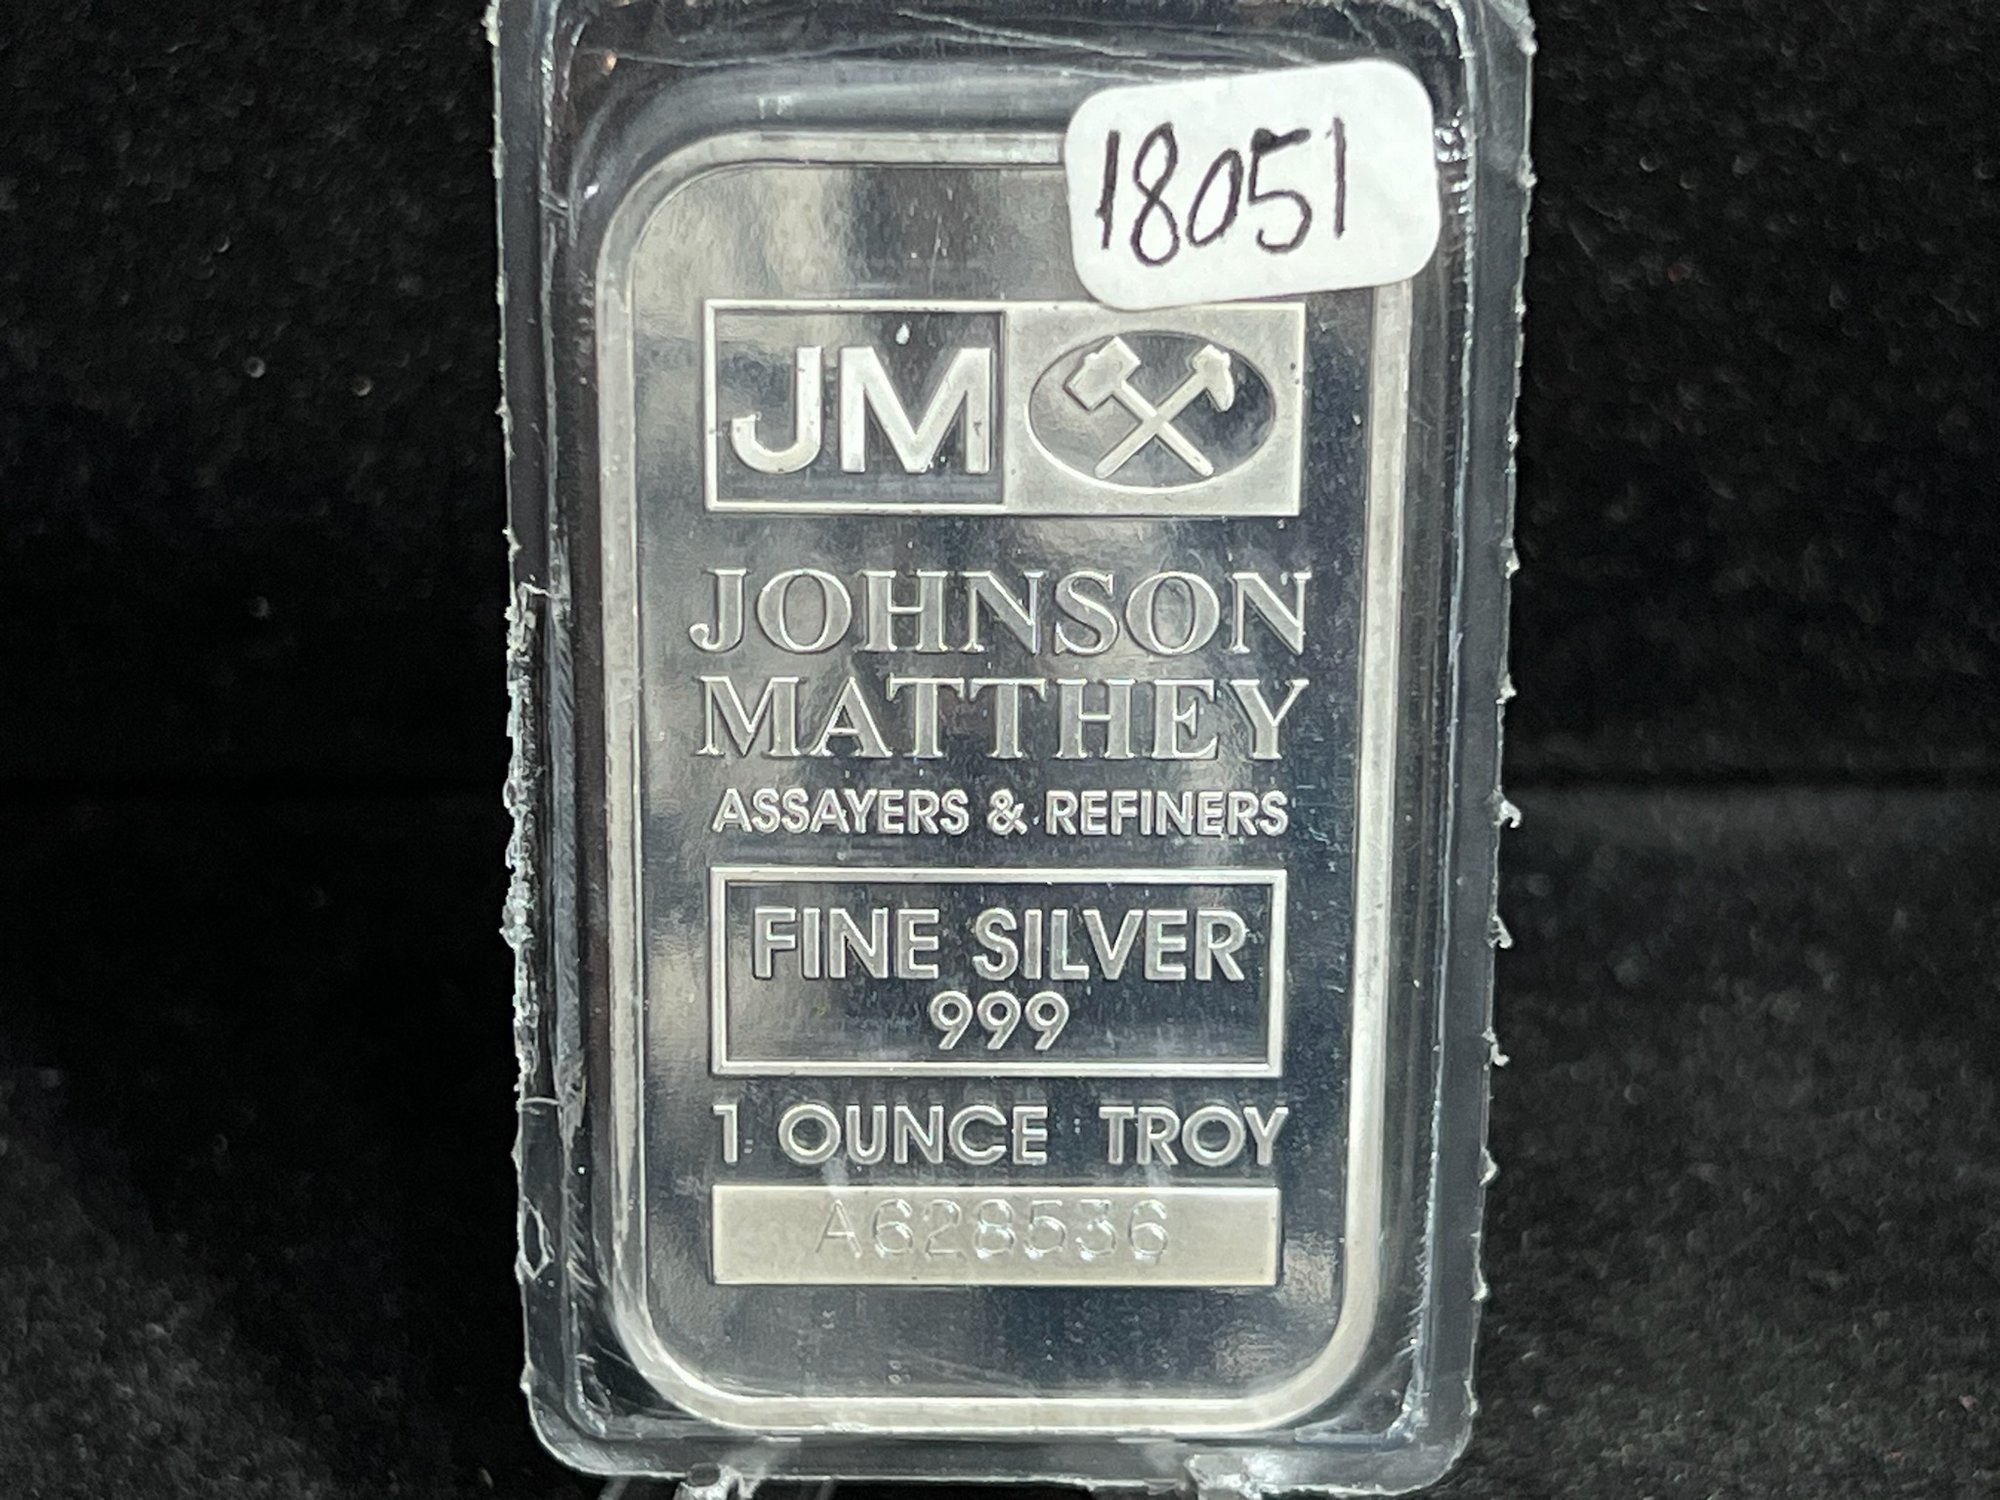 18051
JM
JOHNSON
MATTHEY
ASSAYERS & REFINERS
FINE SILVER
999
1 OUNCE TROY
A628536